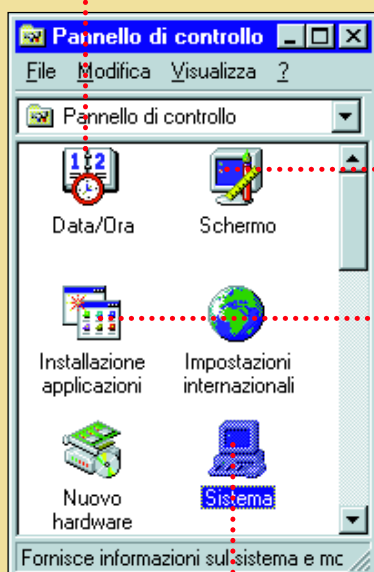 Pannello di controllo
File Modifica Visualizza ?
Pannello di controllo
Data/Ora
Schermo
Installazione
applicazioni
Impostazioni
internazionali
Nuovo
hardware
Sistema
Fornisce informazioni sul sistema e mo